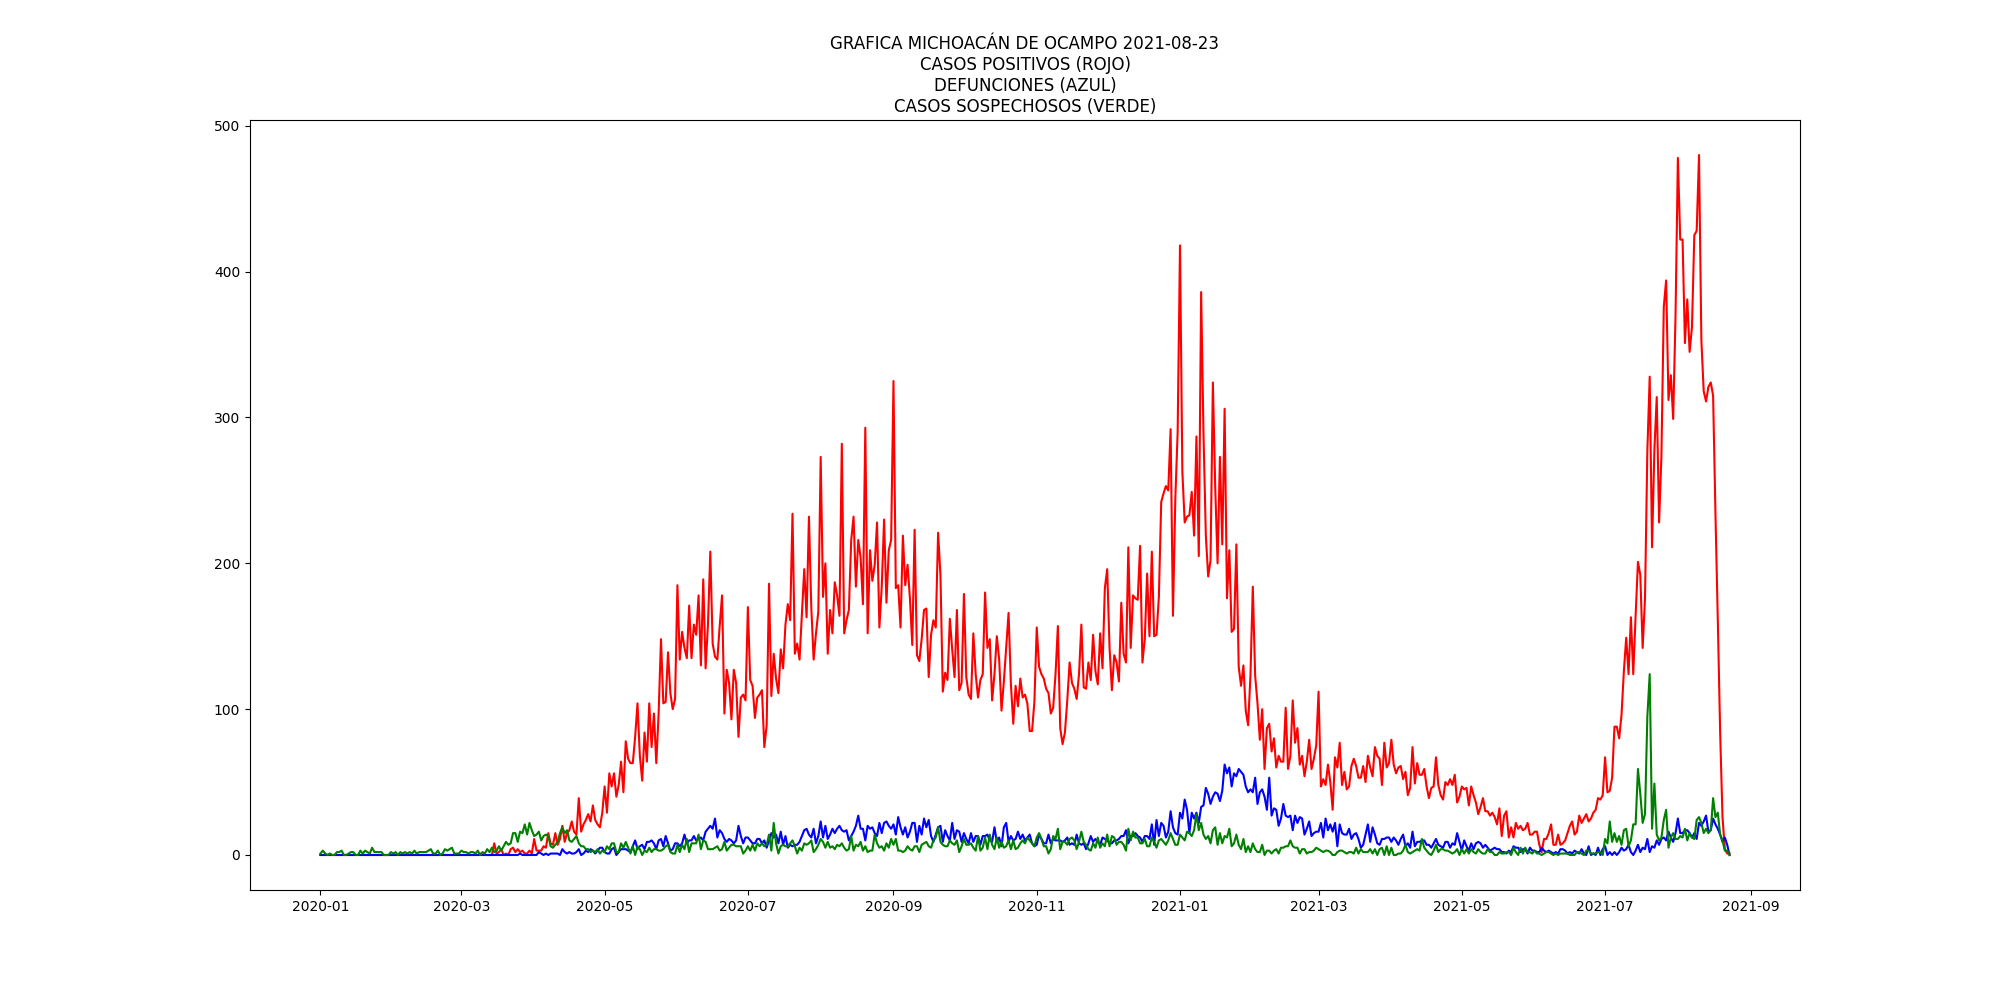 GRAFICA MICHOACÁN DE OCAMPO 2021-08-23
CASOS POSITIVOS (ROJO)
DEFUNCIONES (AZUL)
CASOS SOSPECHOSOS (VERDE)
500
400
300
200
100
0
2020-01 2020-03 2020-05 2020-07 2020-09 2020-11 2021-01 2021-03 2021-05 2021-07 2021-09